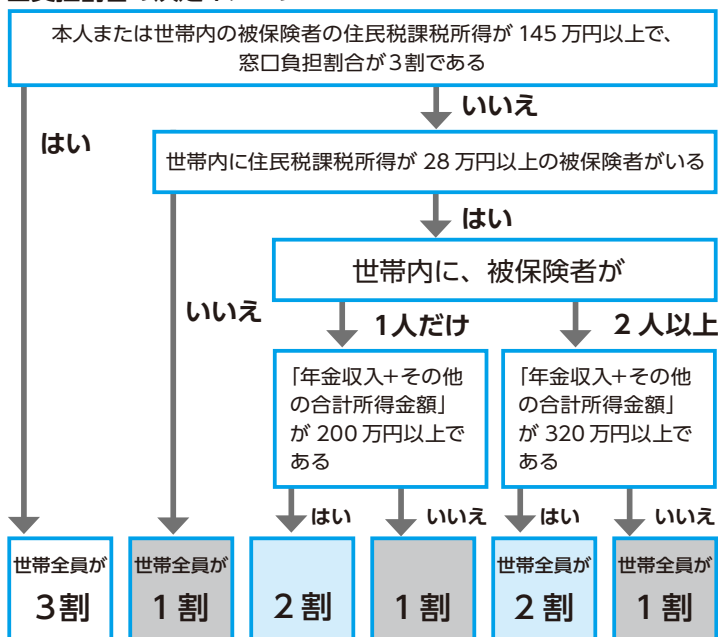 本人または世帯内の被保険者の住民税課税所得が 145 万円以上で、
窓口負担割合が3割である
はい
いいえ
世帯内に住民税課税所得が 28 万円以上の被保険者がいる
いいえ
はい
世帯内に、被保険者が
1人だけ
2 人以上
「年金収入+その他
の合計所得金額」
が 200 万円以上で
ある
「年金収入+その他
の合計所得金額」
が 320 万円以上で
ある
はい
いいえ
はい
いいえ
世帯全員が
3割
世帯全員が
1 割
2 割
1 割
世帯全員が
2 割
世帯全員が
1 割